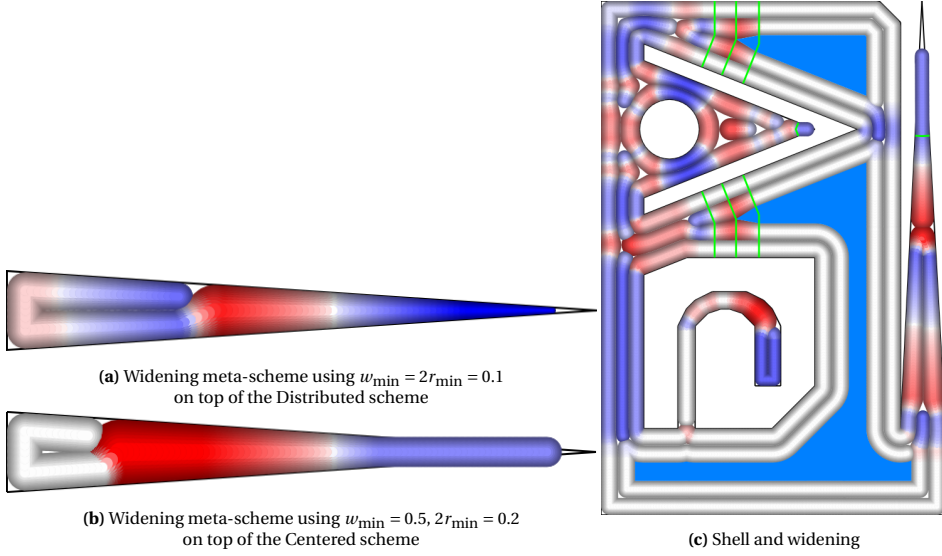 (a) Widening meta-scheme using w_min = 2r_min = 0.1
on top of the Distributed scheme
(b) Widening meta-scheme using w_min = 0.5, 2r_min = 0.2
on top of the Centered scheme
(c) Shell and widening